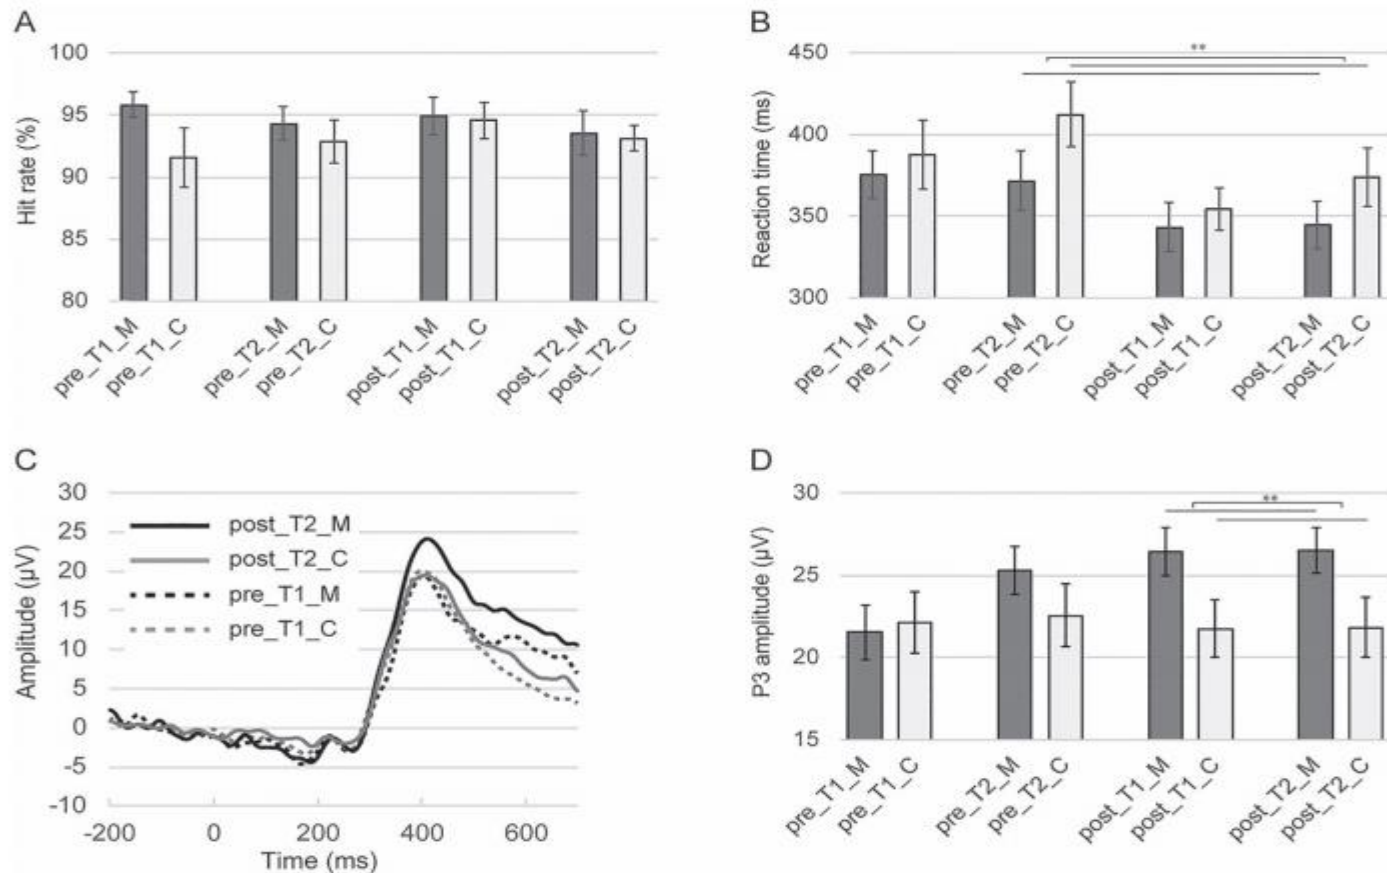 A
Hit rate (%)
100
95
90
85
80
pre_T1_M
pre_T1_C
pre_T2_M
pre_T2_C
post_T1_M
post_T1_C
post_T2_M
post_T2_C
B
Reaction time (ms)
450
400
350
300
**
pre_T1_M
pre_T1_C
pre_T2_M
pre_T2_C
post_T1_M
post_T1_C
post_T2_M
post_T2_C
C
Amplitude (µV)
30
25
20
15
10
5
0
-5
-10
post_T2_M
post_T2_C
pre_T1_M
pre_T1_C
-200 0 200 400 600
Time (ms)
D
P3 amplitude (µV)
30
25
20
15
**
pre_T1_M
pre_T1_C
pre_T2_M
pre_T2_C
post_T1_M
post_T1_C
post_T2_M
post_T2_C